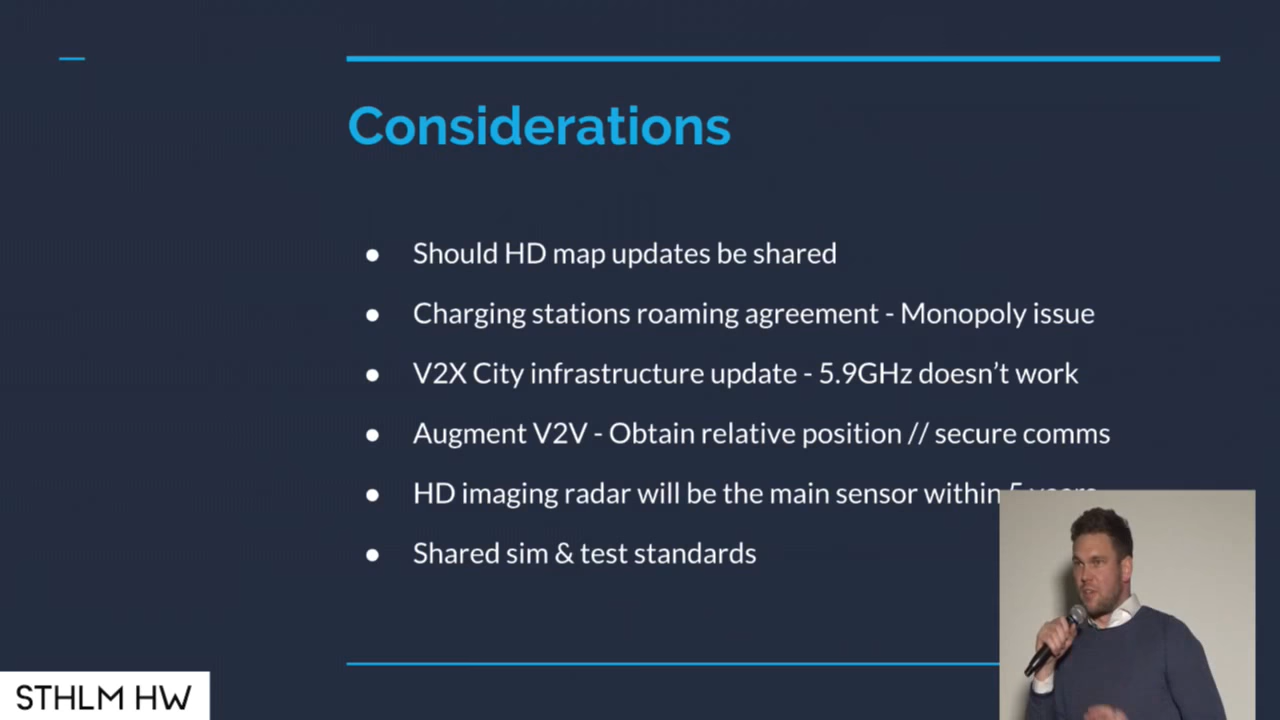 Considerations
● Should HD map updates be shared
● Charging stations roaming agreement - Monopoly issue
● V2X City infrastructure update - 5.9GHz doesn't work
● Augment V2V - Obtain relative position // secure comms
● HD imaging radar will be the main sensor within 5 years
● Shared sim & test standards
STHLM HW